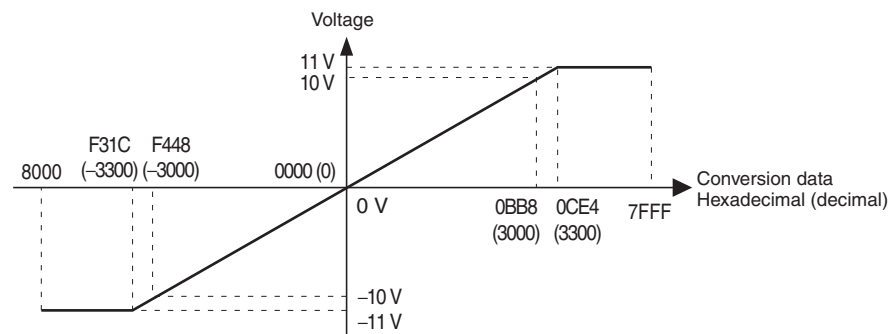 Voltage
11 V
10 V
F31C
(–3300)
F448
(–3000)
8000
0000 (0)
0 V
0BB8
(3000)
0CE4
(3300)
7FFF
Conversion data
Hexadecimal (decimal)
–10 V
–11 V